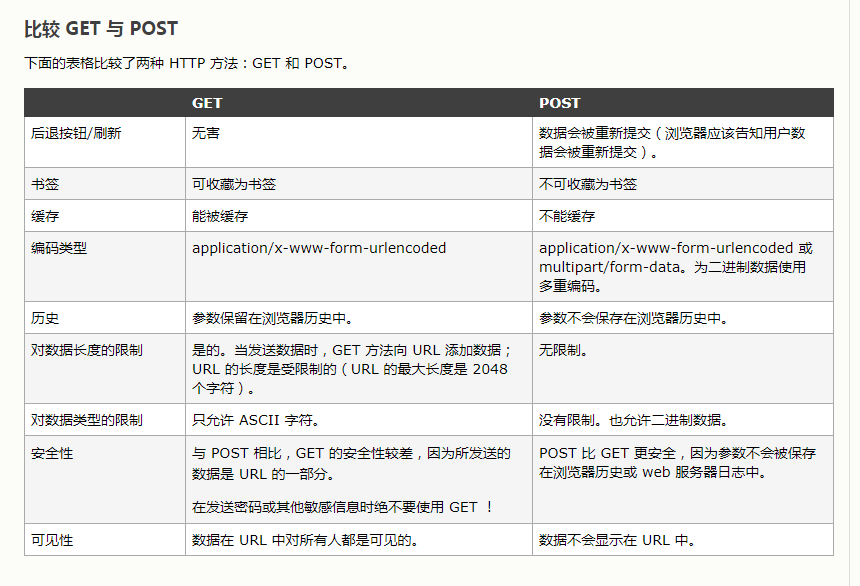 比较 GET 与 POST
下面的表格比较了两种 HTTP 方法：GET 和 POST。
GET POST
后退按钮/刷新 无害 数据会被重新提交（浏览器应该告知用户数
据会被重新提交）。
书签 可收藏为书签 不可收藏为书签
缓存 能被缓存 不能缓存
编码类型 application/x-www-form-urlencoded application/x-www-form-urlencoded 或
multipart/form-data。为二进制数据使用
多重编码。
历史 参数保留在浏览器历史中。 参数不会保存在浏览器历史中。
对数据长度的限制 是的。当发送数据时，GET 方法向 URL 添加数据； 无限制。
URL 的长度是受限制的（URL 的最大长度是 2048
个字符）。
对数据类型的限制 只允许 ASCII 字符。 没有限制。也允许二进制数据。
安全性 与 POST 相比，GET 的安全性较差，因为所发送的 POST 比 GET 更安全，因为参数不会被保存
数据是 URL 的一部分。 在浏览器历史或 web 服务器日志中。
在发送密码或其他敏感信息时绝不要使用 GET ！
可见性 数据在 URL 中对所有人都是可见的。 数据不会显示在 URL 中。